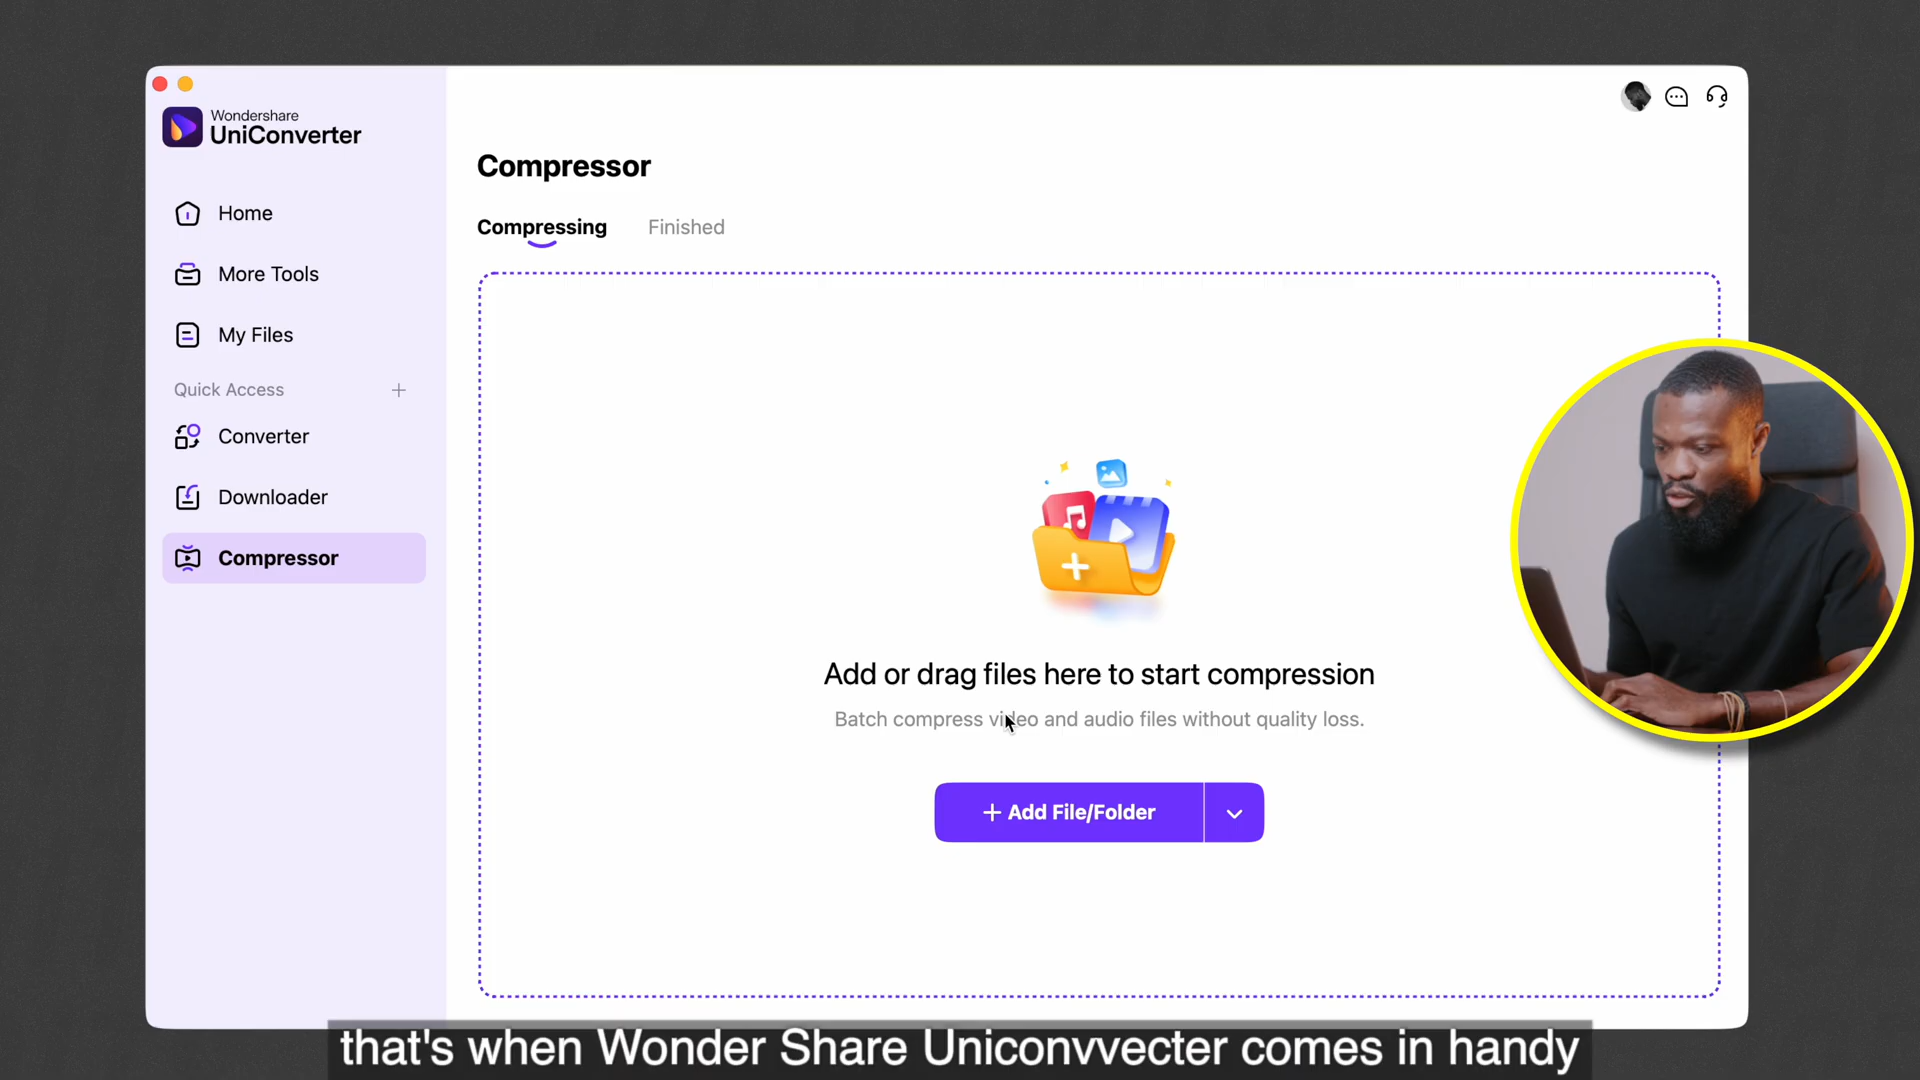 Wondershare
UniConverter
Home
More Tools
My Files
Quick Access
Converter
Downloader
Compressor
Compressor
Compressing Finished
Add or drag files here to start compression
Batch compress video and audio files without quality loss.
+ Add File/Folder
that's when Wonder Share Uniconvvecter comes in handy